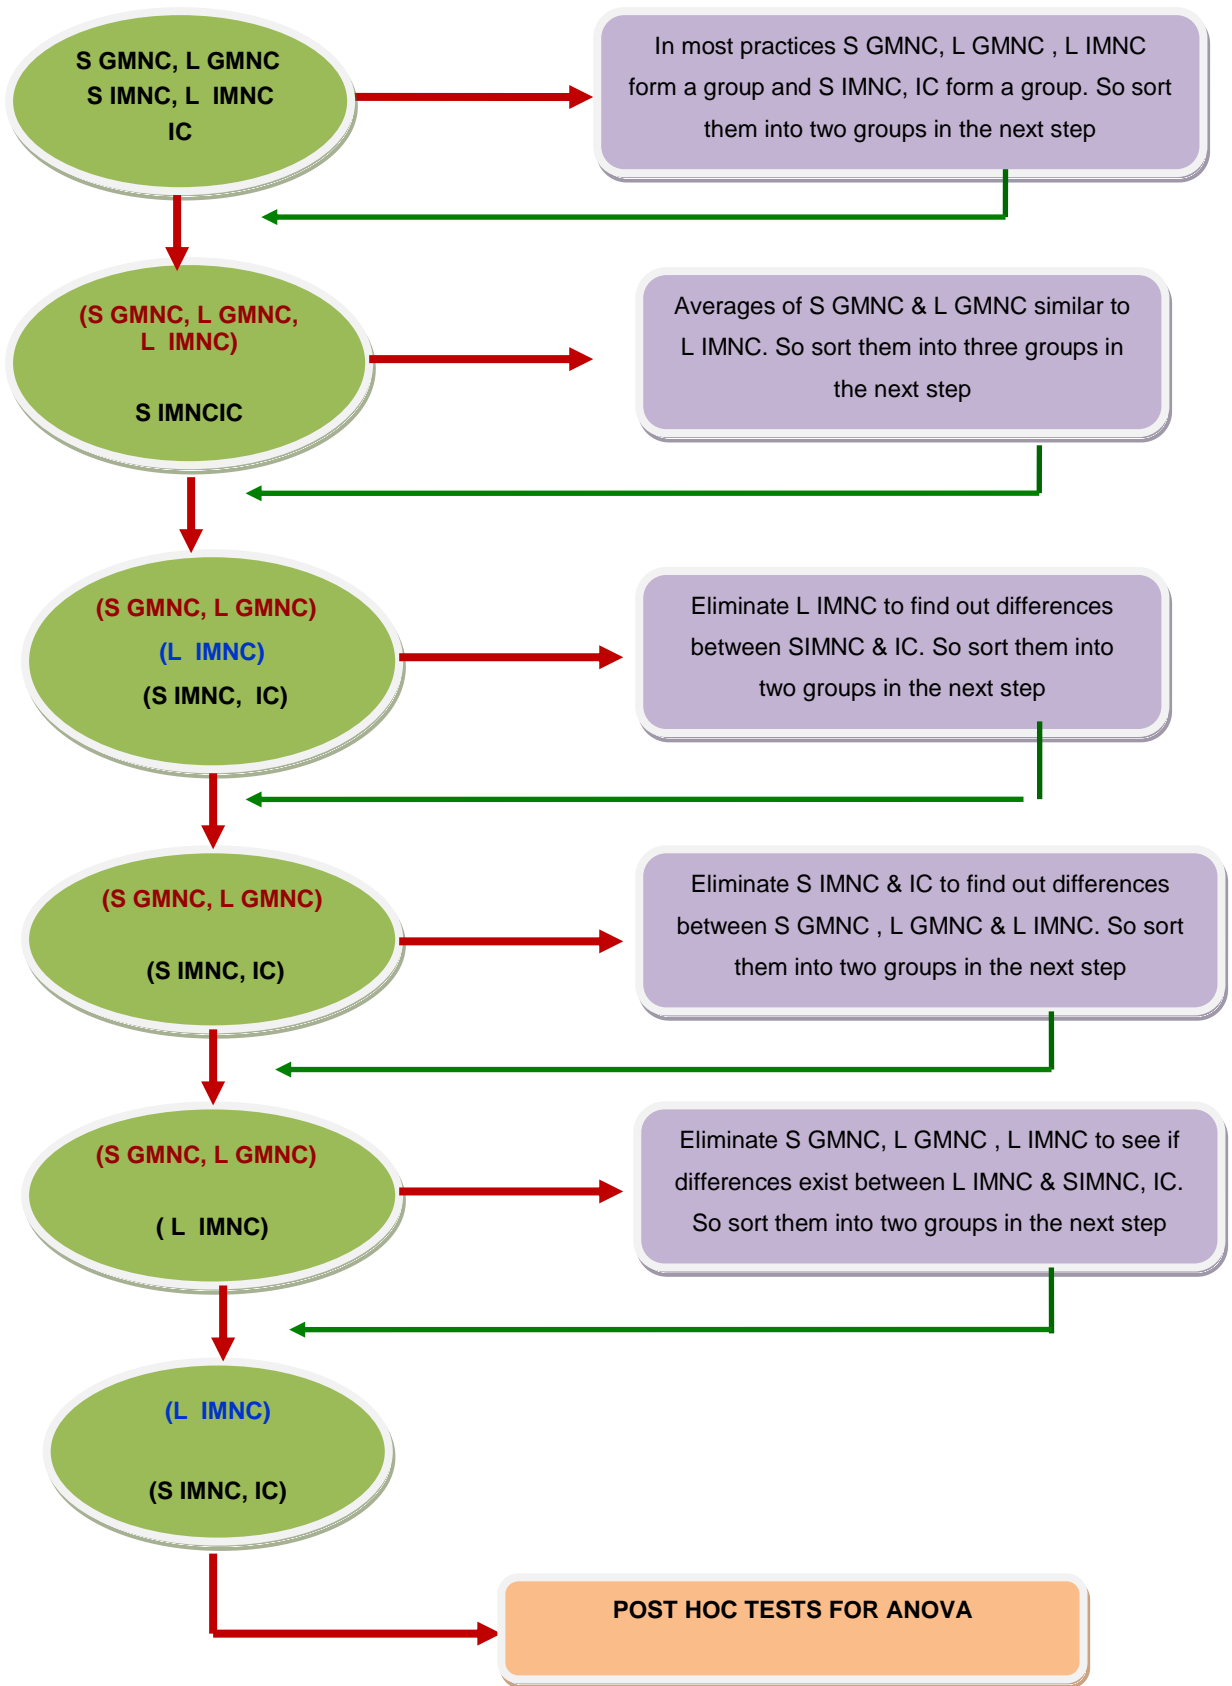 S GMNC, L GMNC
S IMNC, L IMNC
IC
In most practices S GMNC, L GMNC , L IMNC
form a group and S IMNC, IC form a group. So sort
them into two groups in the next step
(S GMNC, L GMNC,
L IMNC)
S IMNCIC
Averages of S GMNC & L GMNC similar to
L IMNC. So sort them into three groups in
the next step
(S GMNC, L GMNC)
(L IMNC)
(S IMNC, IC)
Eliminate L IMNC to find out differences
between SIMNC & IC. So sort them into
two groups in the next step
(S GMNC, L GMNC)
(S IMNC, IC)
Eliminate S IMNC & IC to find out differences
between S GMNC , L GMNC & L IMNC. So sort
them into two groups in the next step
(S GMNC, L GMNC)
( L IMNC)
Eliminate S GMNC, L GMNC , L IMNC to see if
differences exist between L IMNC & SIMNC, IC.
So sort them into two groups in the next step
(L IMNC)
(S IMNC, IC)
POST HOC TESTS FOR ANOVA